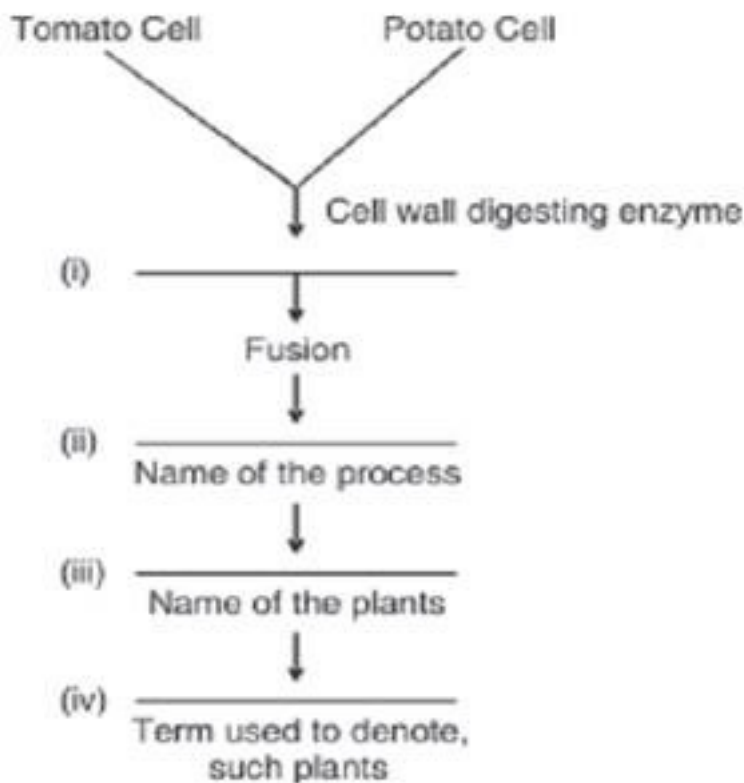 Tomato Cell Potato Cell
Cell wall digesting enzyme
(i)
Fusion
(ii)
Name of the process
(iii)
Name of the plants
(iv)
Term used to denote,
such plants